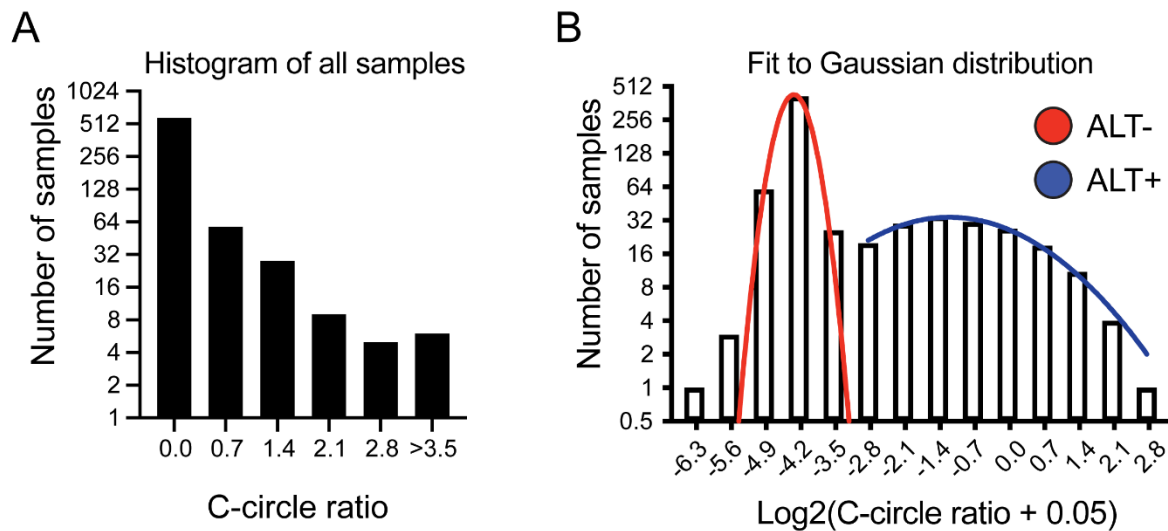 A
Histogram of all samples
Number of samples
1024
512
256
128
64
32
16
8
4
2
1
0.0 0.7 1.4 2.1 2.8 >3.5
C-circle ratio
B
Fit to Gaussian distribution
Number of samples
512
256
128
64
32
16
8
4
2
1
0.5
ALT-
ALT+
-6.3 -5.6 -4.9 -4.2 -3.5 -2.8 -2.1 -1.4 -0.7 0.0 0.7 1.4 2.1 2.8
Log2(C-circle ratio + 0.05)